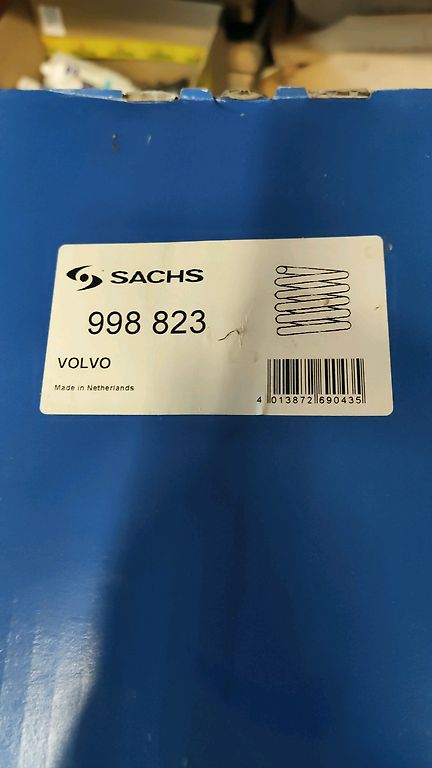 SACHS
998 823
VOLVO
Made in Netherlands
4 013872 690435